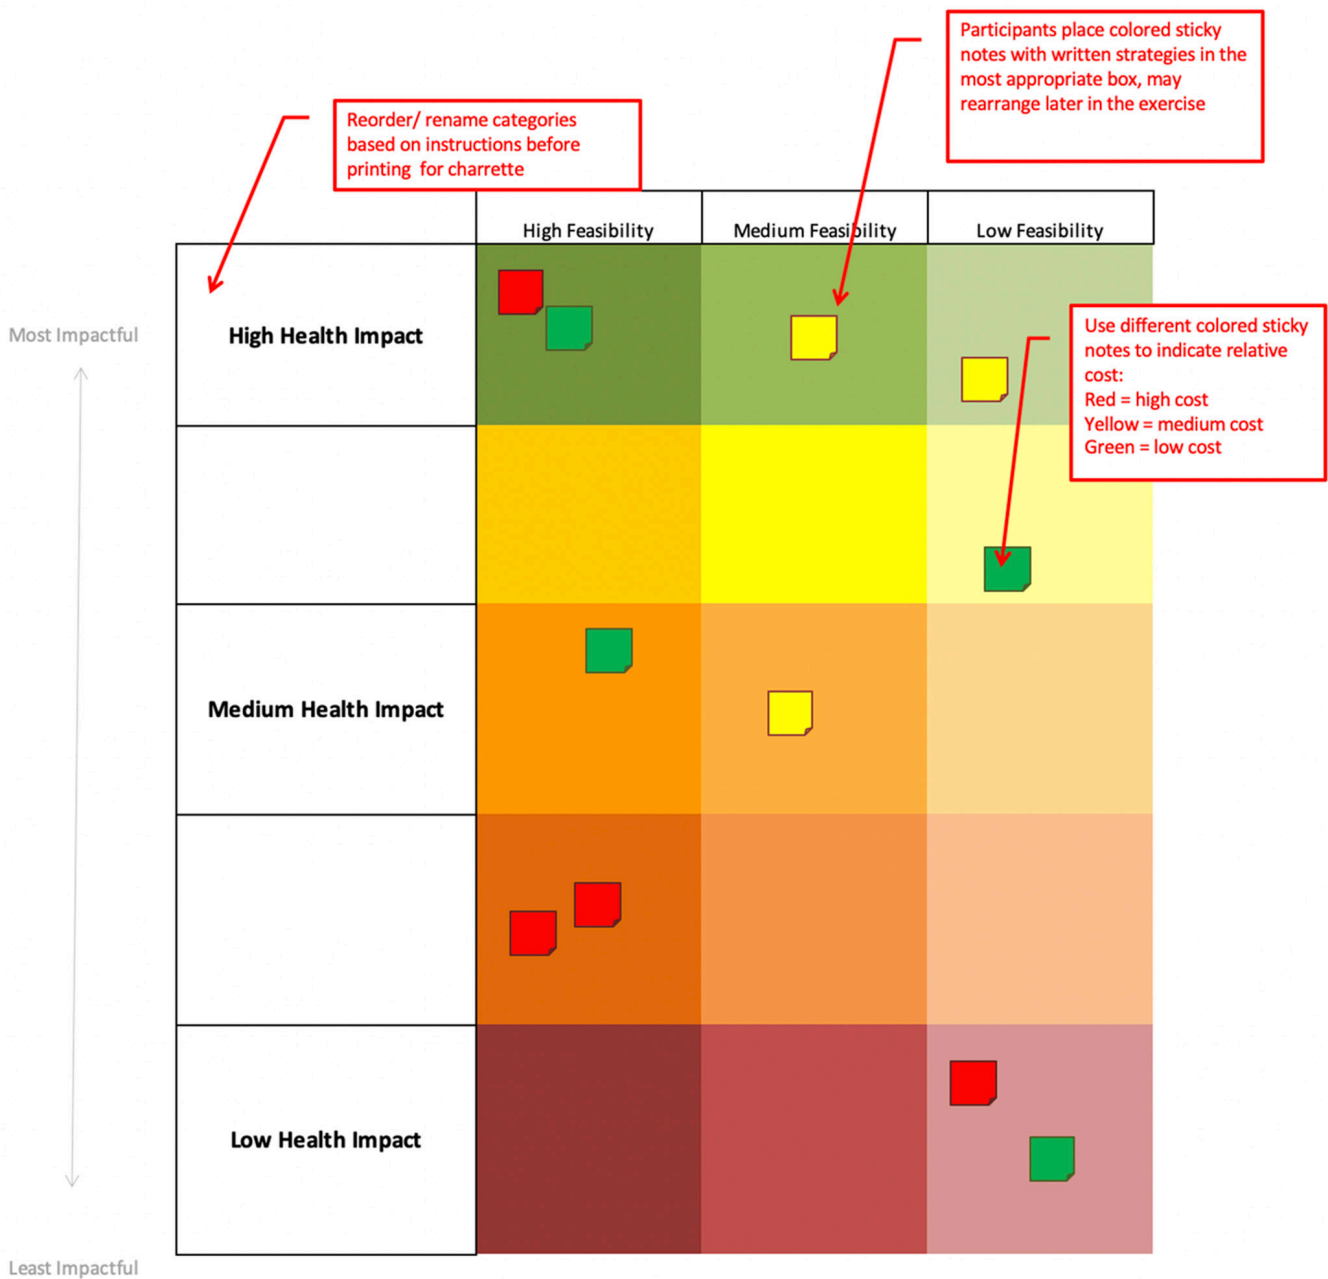 Participants place colored sticky
notes with written strategies in the
most appropriate box, may
rearrange later in the exercise
Reorder/ rename categories
based on instructions before
printing for charrette
High Feasibility
Medium Feasibility
Low Feasibility
Most Impactful
High Health Impact
Use different colored sticky
notes to indicate relative
cost:
Red = high cost
Yellow = medium cost
Green = low cost
Medium Health Impact
Low Health Impact
Least Impactful